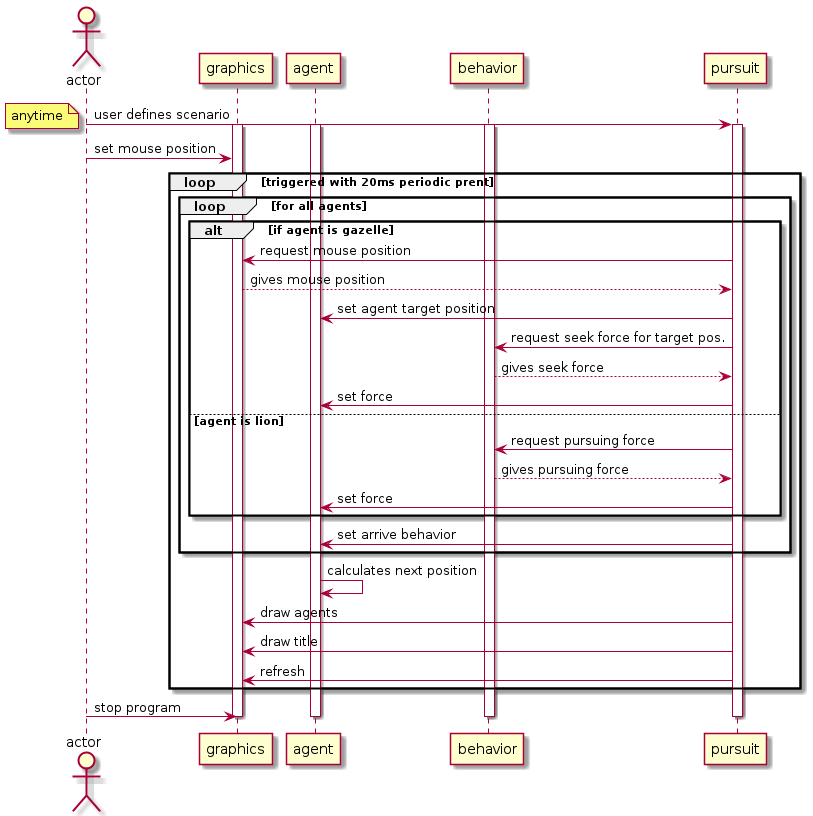 actor
graphics
agent
behavior
pursuit
anytime
user defines scenario
set mouse position
loop [triggered with 20ms periodic prent]
loop [for all agents]
alt [if agent is gazelle]
request mouse position
gives mouse position
set agent target position
request seek force for target pos.
gives seek force
set force
[agent is lion]
request pursuing force
gives pursuing force
set force
set arrive behavior
calculates next position
draw agents
draw title
refresh
stop program
actor
graphics
agent
behavior
pursuit